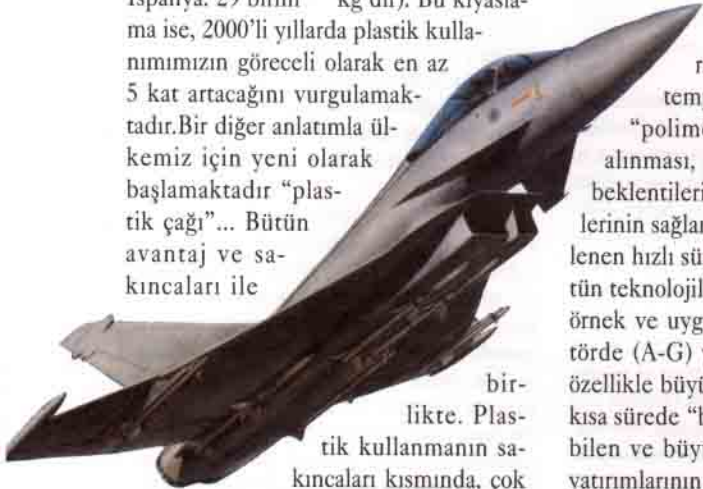 İspanya: 29 birim kg dır). Bu kıyasla-
ma ise, 2000'li yıllarda plastik kulla-
nımımızın göreceli olarak en az
5 kat artacağını vurgulamak-
tadır.Bir diğer anlatımla ül-
kemiz için yeni olarak
başlamaktadır “plas-
tik çağı”... Bütün
avantaj ve sa-
kıncaları ile
bir-
likte. Plas-
tik kullanmanın sa-
kıncaları kısmında, çok
“polime
alınması,
beklentileri
lerinin sağlan
lenen hızlı sü
tün teknolojil
örnek ve uyg
törde (A-G)
özellikle büyü
kısa sürede “b
bilen ve büy
yatırımlarının